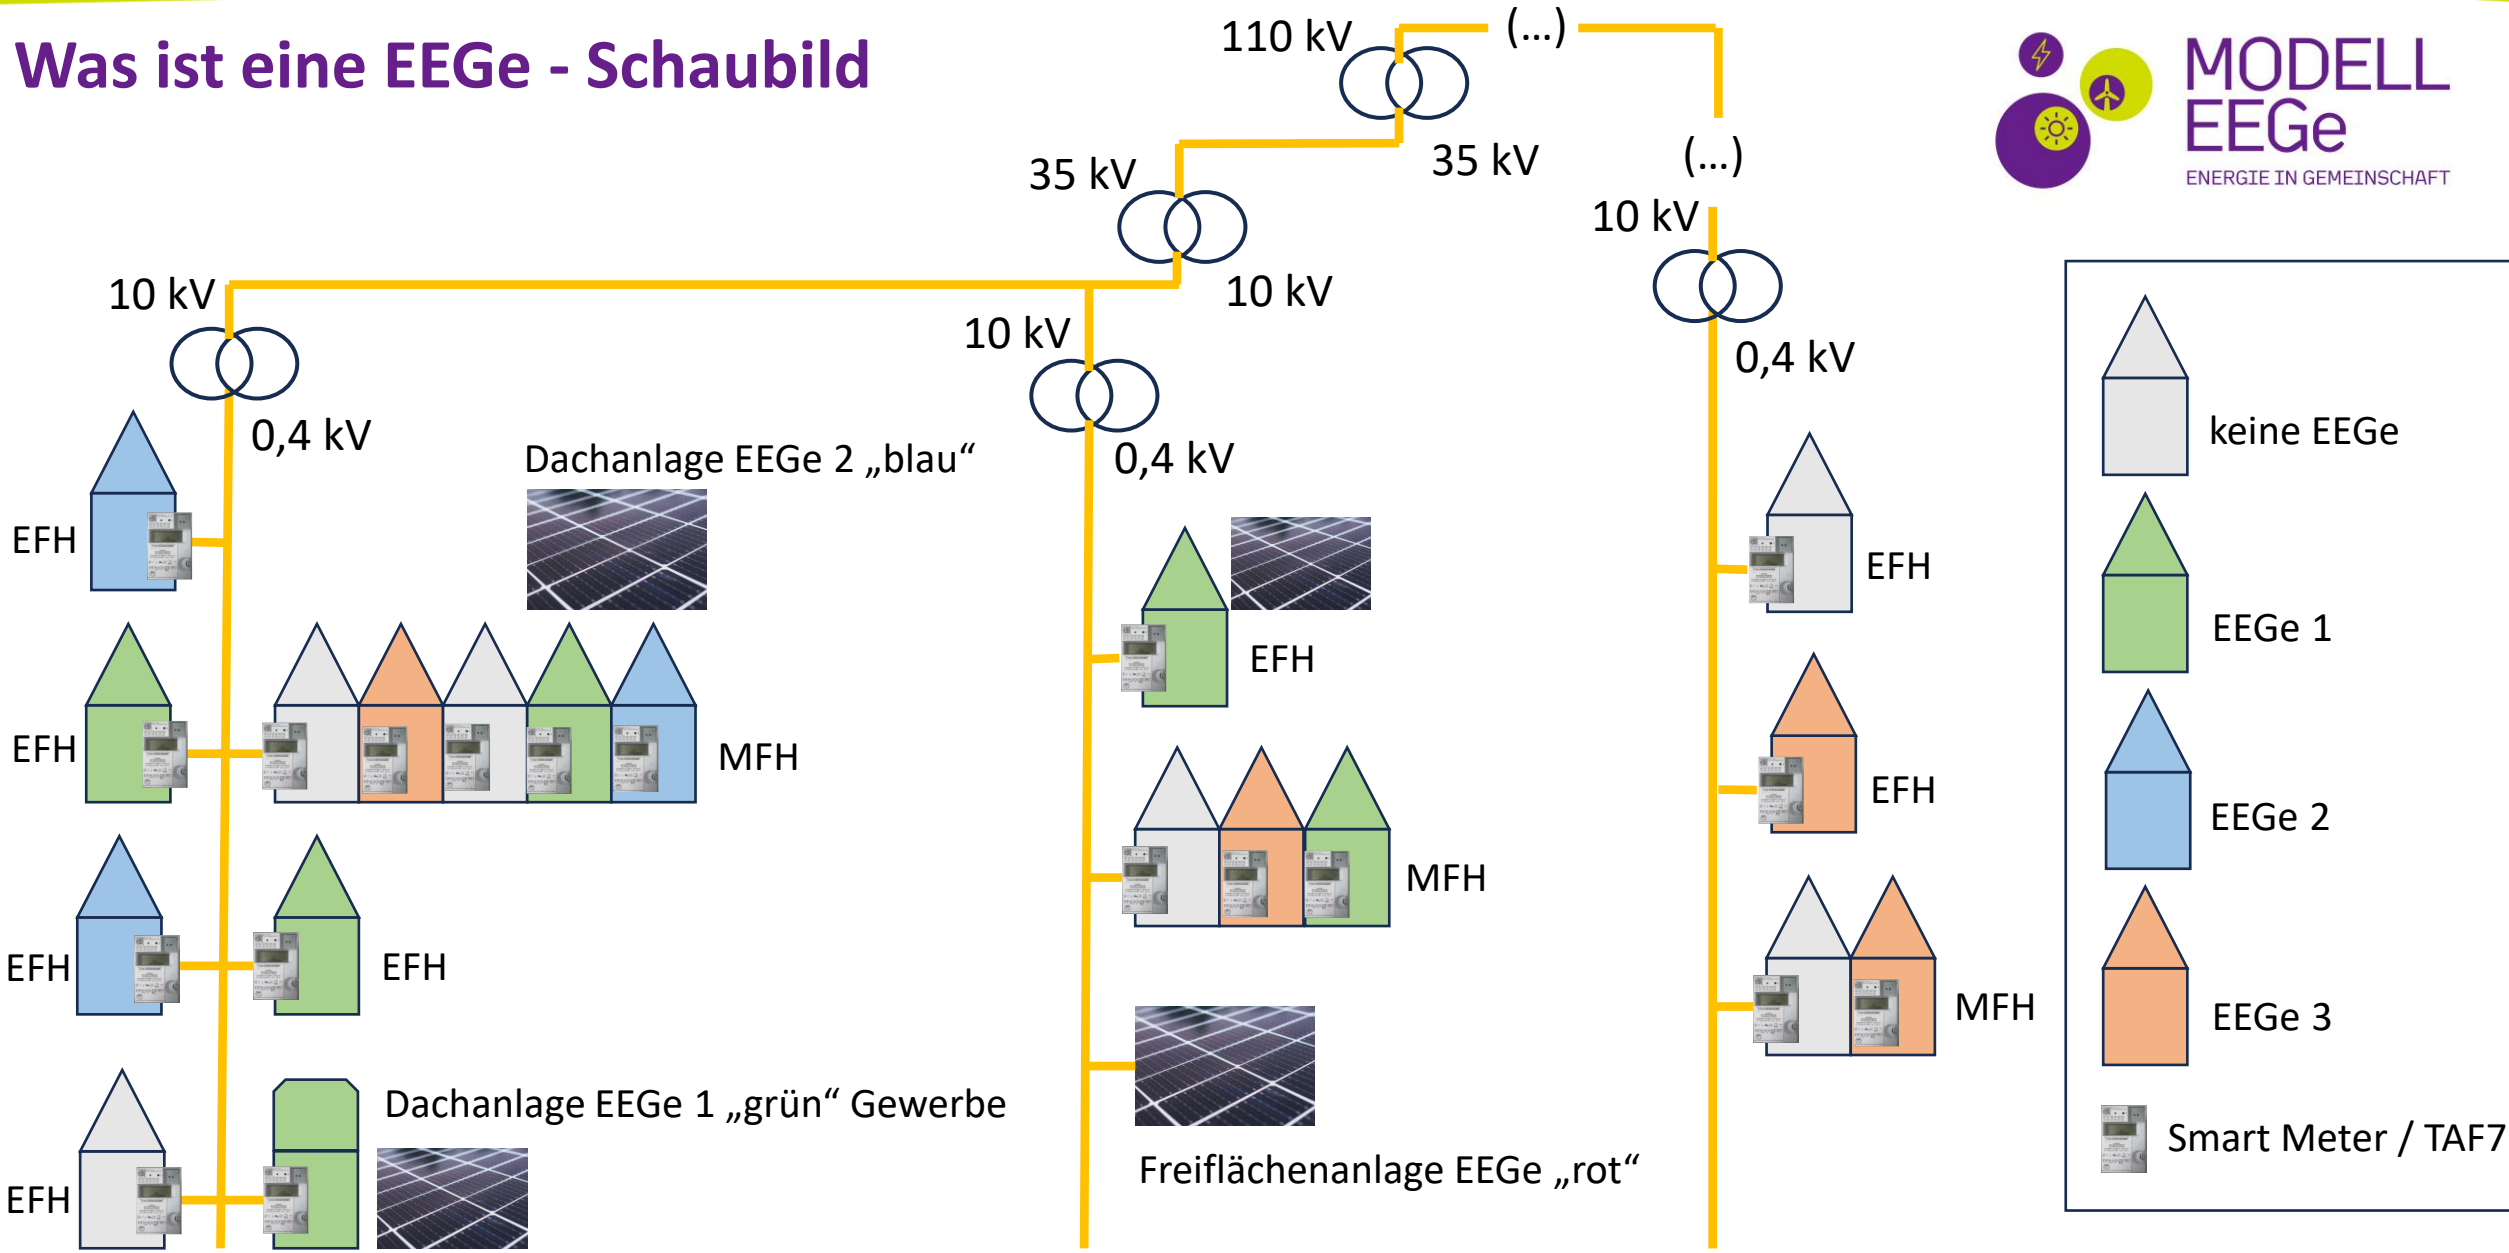 Was ist eine EEGe - Schaubild
110 kV
(...)
MODELL
EEGe
ENERGIE IN GEMEINSCHAFT
35 kV
35 kV
(...)
10 kV
10 kV
10 kV
10 kV
0,4 kV
0,4 kV
0,4 kV
Dachanlage EEGe 2 „blau“
EFH
EFH
EFH
EFH
MFH
EFH
MFH
EFH
EFH
EFH
MFH
Dachanlage EEGe 1 „grün“ Gewerbe
EFH
Freiflächenanlage EEGe „rot“
keine EEGe
EEGe 1
EEGe 2
EEGe 3
Smart Meter / TAF7